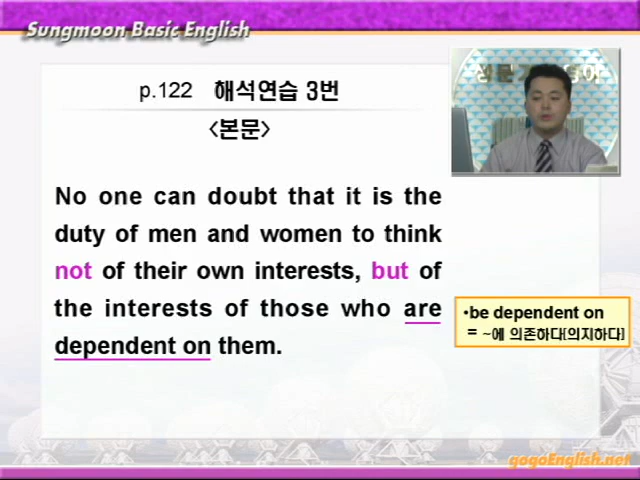 Sungmoon Basic English
p.122 해석연습 3번
<본문>
No one can doubt that it is the
duty of men and women to think
not of their own interests, but of
the interests of those who are
dependent on them.
•be dependent on
= ~에 의존하다[의지하다]
gogoEnglish.net